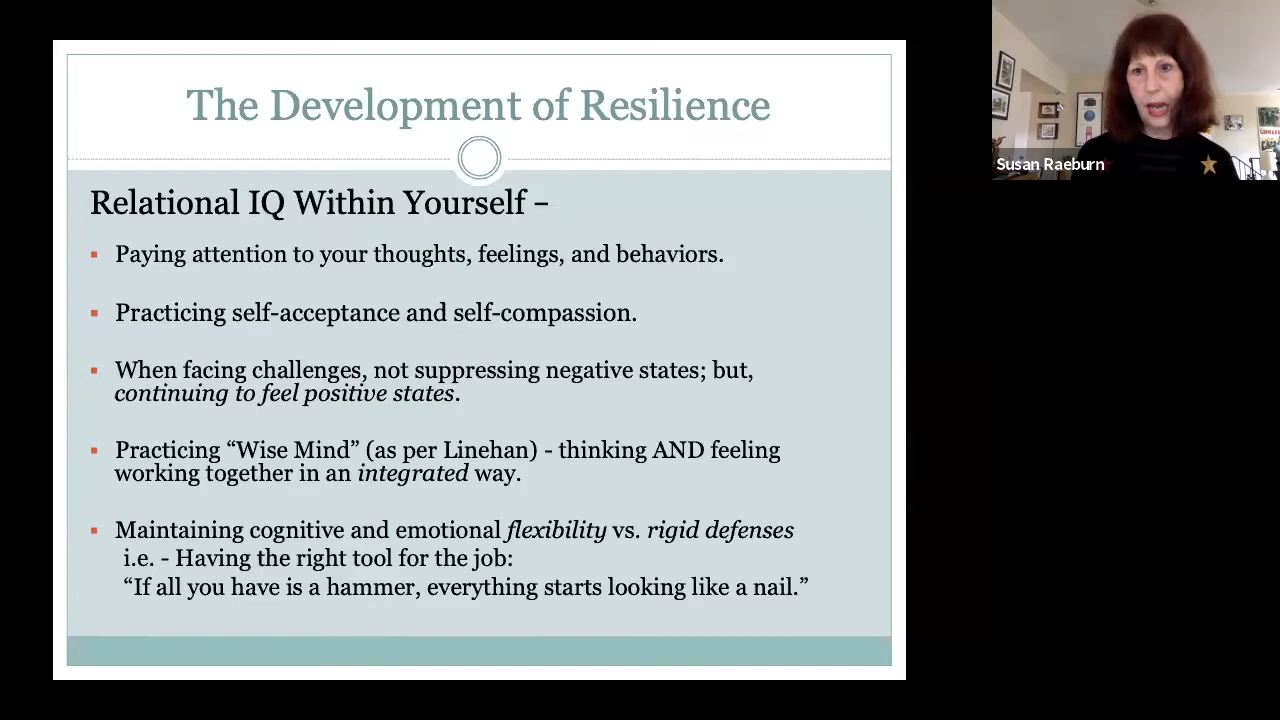 The Development of Resilience
Relational IQ Within Yourself –
▪ Paying attention to your thoughts, feelings, and behaviors.
▪ Practicing self-acceptance and self-compassion.
▪ When facing challenges, not suppressing negative states; but,
continuing to feel positive states.
▪ Practicing “Wise Mind” (as per Linehan) - thinking AND feeling
working together in an integrated way.
▪ Maintaining cognitive and emotional flexibility vs. rigid defenses
i.e. - Having the right tool for the job:
“If all you have is a hammer, everything starts looking like a nail.”
Susan Raeburn